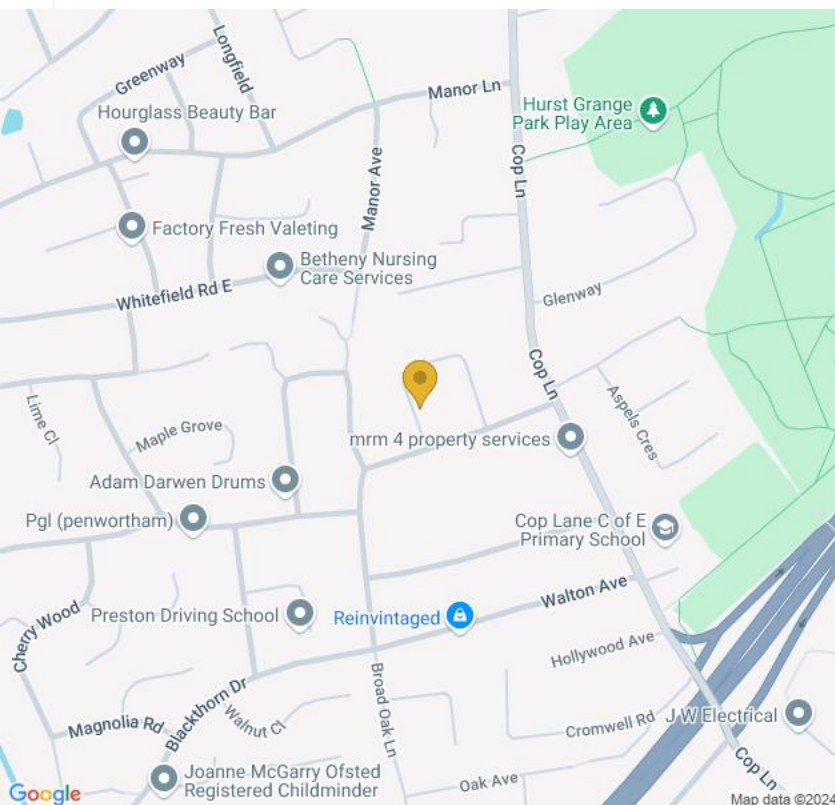 Greenway
Longfield
Hourglass Beauty Bar
Manor Ln
Hurst Grange
Park Play Area
Cop Ln
Manor Ave
Factory Fresh Valeting
Betheny Nursing
Care Services
Whitefield Rd E
Glenway
Cop Ln
Lime Cl
Maple Grove
Aspels Cres
mrm 4 property services
Adam Darwen Drums
Pgl (penwortham)
Cop Lane C of E
Primary School
Walton Ave
Preston Driving School
Reinvintaged
Cherry Wood
Hollywood Ave
Blackthorn Dr
Broad Oak Ln
Magnolia Rd
Walnut Cl
Cromwell Rd
J W Electrical
Cop Ln
Joanne McGarry Ofsted
Registered Childminder
Oak Ave
Google
Map data ©2024